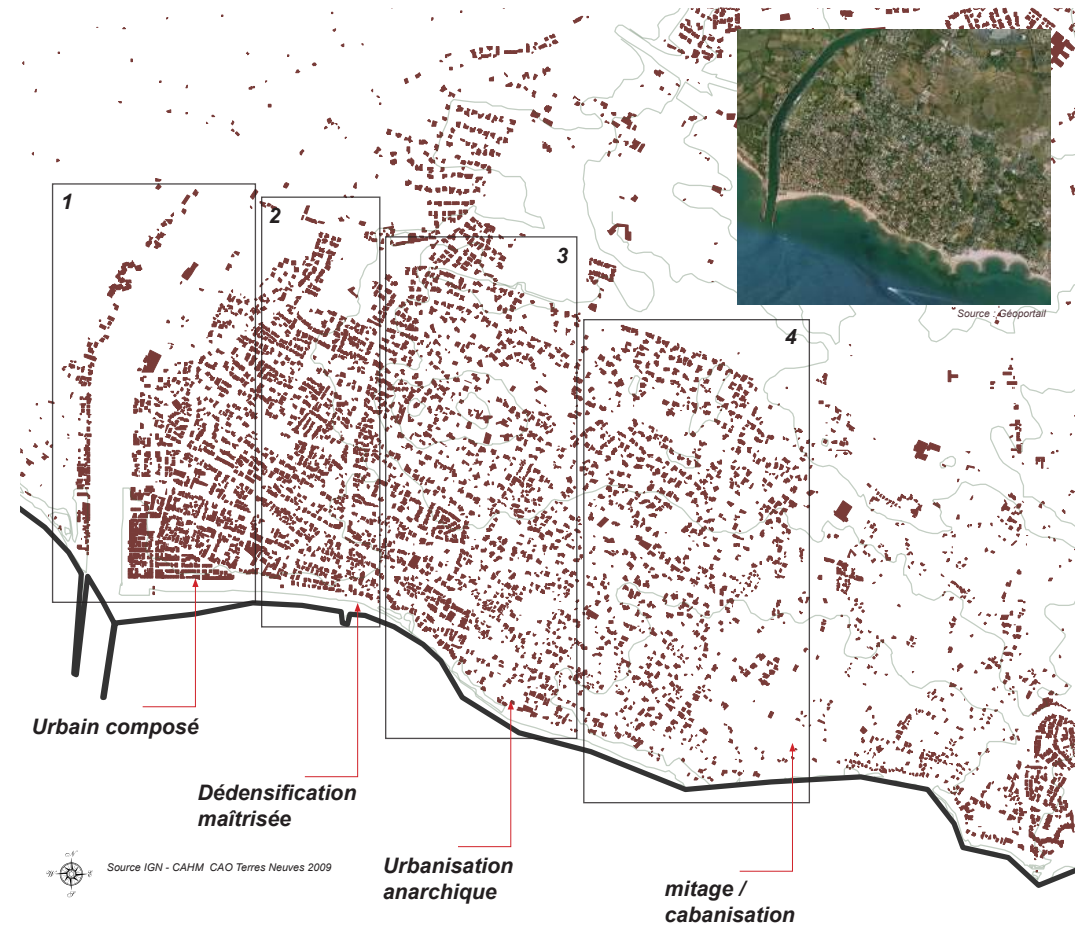 1
2
3
4
Source : Géoportail
Urbain composé
Dédensification
maîtrisée
Urbanisation
anarchique
mitage /
cabanisation
N
W
E
S
Source IGN - CAHM CAO Terres Neuves 2009